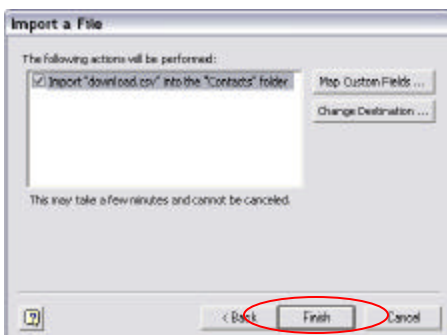 Import a File
The following actions will be performed:
Import "download.csv" into the "Contacts" folder
Map Custom Fields ...
Change Destination ...
This may take a few minutes and cannot be canceled.
?
< Back
Finish
Cancel